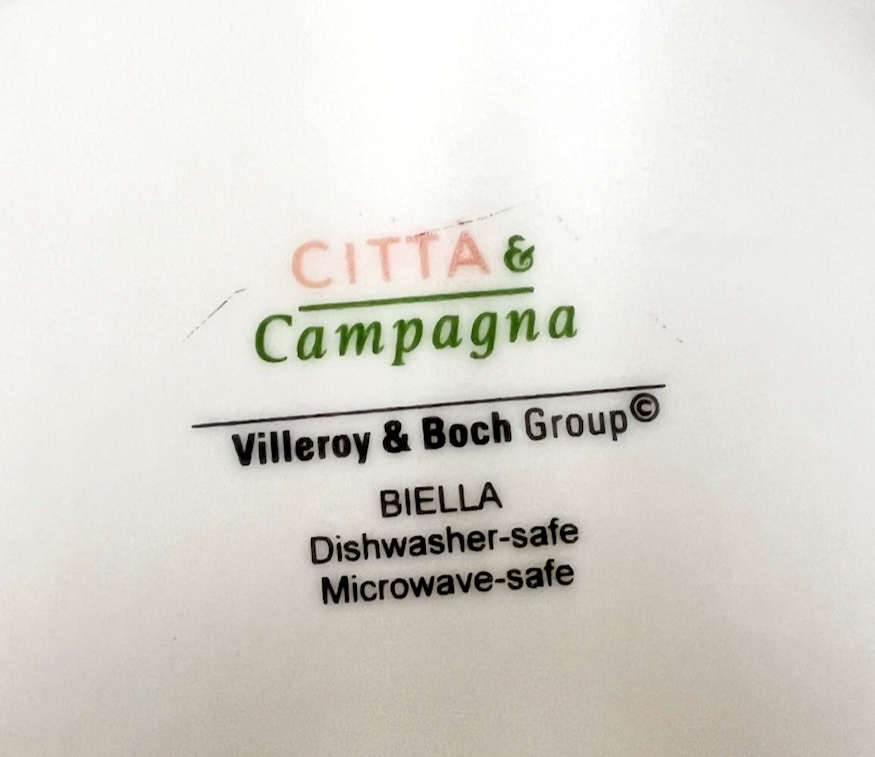 CITTA &
Campagna
Villeroy & Boch Group©
BIELLA
Dishwasher-safe
Microwave-safe